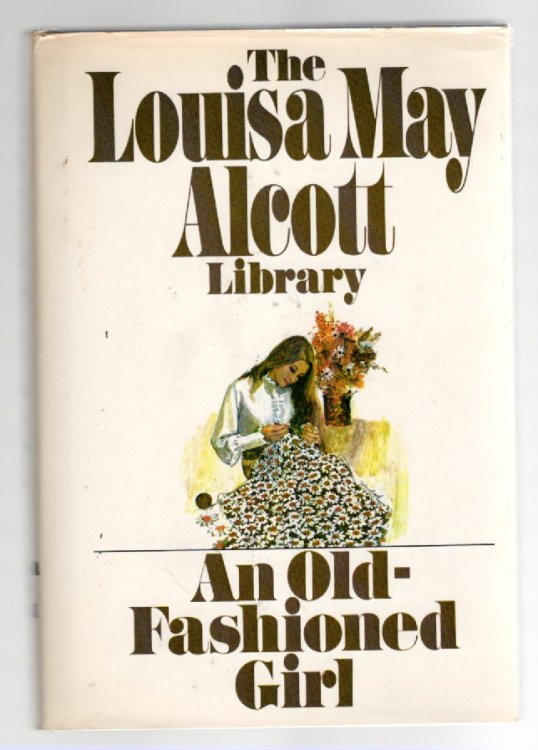 The
Louisa May
Alcott
Library
An Old-
Fashioned
Girl